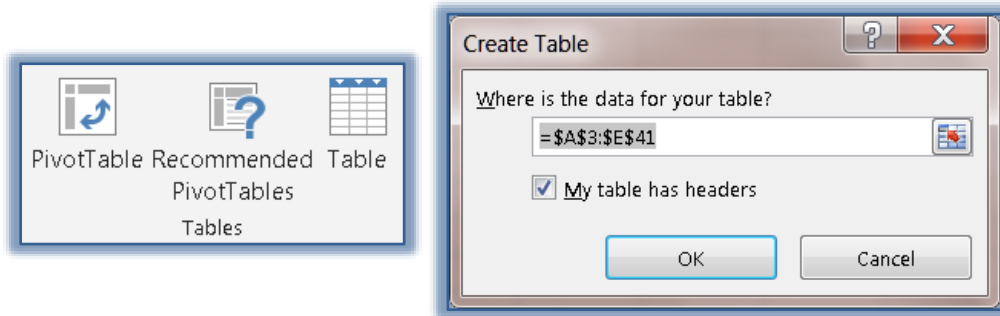 PivotTable Recommended Table
PivotTables
Tables
Create Table
?
X
Where is the data for your table?
=$A$3:$E$41
My table has headers
OK Cancel